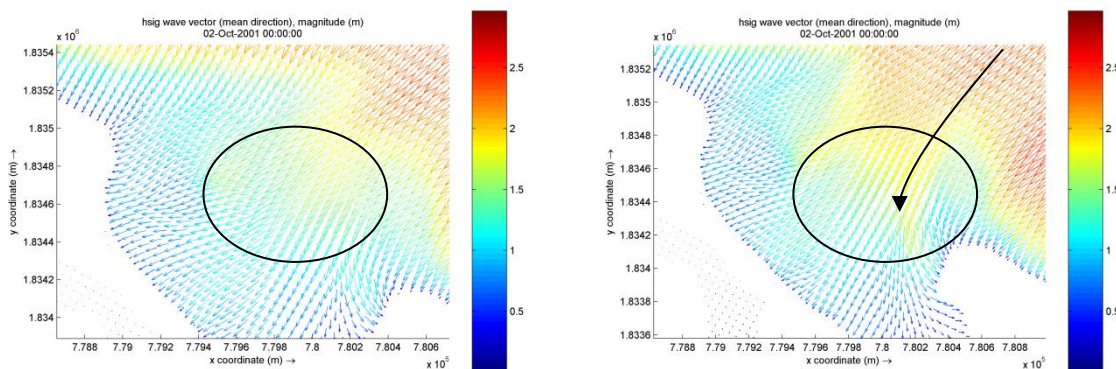 hsig wave vector (mean direction), magnitude (m)
02-Oct-2001 00:00:00
x 10^6
1.8354
1.8352
1.835
1.8348
1.8346
1.8344
1.8342
1.834
y coordinate (m) →
7.788 7.79 7.792 7.794 7.796 7.798 7.8 7.802 7.804 7.806
x coordinate (m) →
x 10^5
2.5
2
1.5
1
0.5
hsig wave vector (mean direction), magnitude (m)
02-Oct-2001 00:00:00
x 10^6
1.8352
1.835
1.8348
1.8346
1.8344
1.8342
1.834
1.8338
1.8336
y coordinate (m) →
7.788 7.79 7.792 7.794 7.796 7.798 7.8 7.802 7.804 7.806 7.808
x coordinate (m) →
x 10^5
2.5
2
1.5
1
0.5